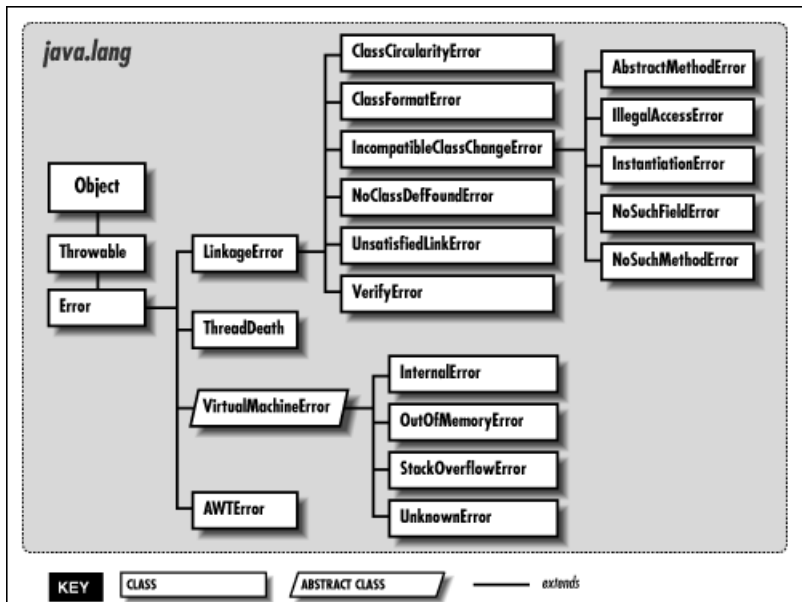 java.lang
Object
Throwable
Error
LinkageError
ThreadDeath
VirtualMachineError
AWTError
ClassCircularityError
ClassFormatError
IncompatibleClassChangeError
NoClassDefFoundError
UnsatisfiedLinkError
VerifyError
AbstractMethodError
IllegalAccessError
InstantiationError
NoSuchFieldError
NoSuchMethodError
InternalError
OutOfMemoryError
StackOverflowError
UnknownError
KEY CLASS ABSTRACT CLASS extends